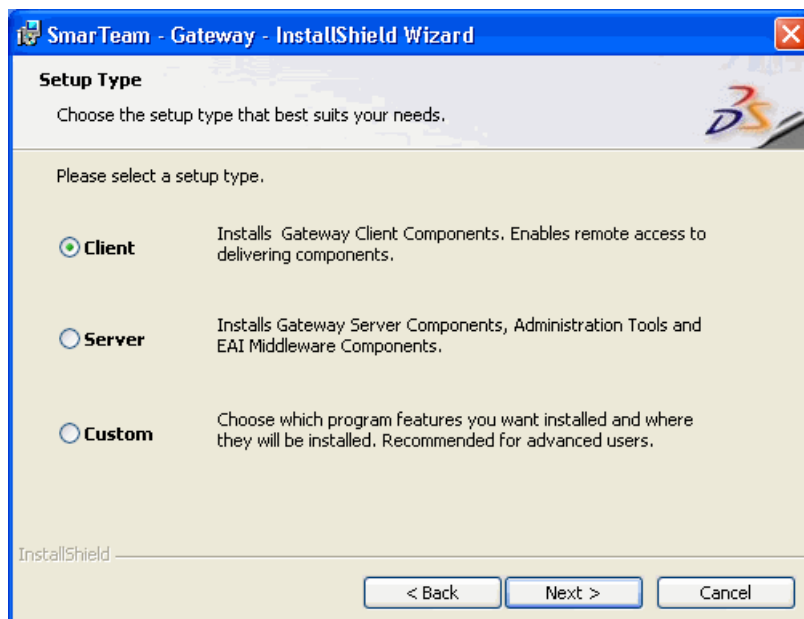 SmarTeam - Gateway - InstallShield Wizard
Setup Type
Choose the setup type that best suits your needs.
Please select a setup type.
Client
Installs Gateway Client Components. Enables remote access to
delivering components.
Server
Installs Gateway Server Components, Administration Tools and
EAI Middleware Components.
Custom
Choose which program features you want installed and where
they will be installed. Recommended for advanced users.
InstallShield
< Back
Next >
Cancel